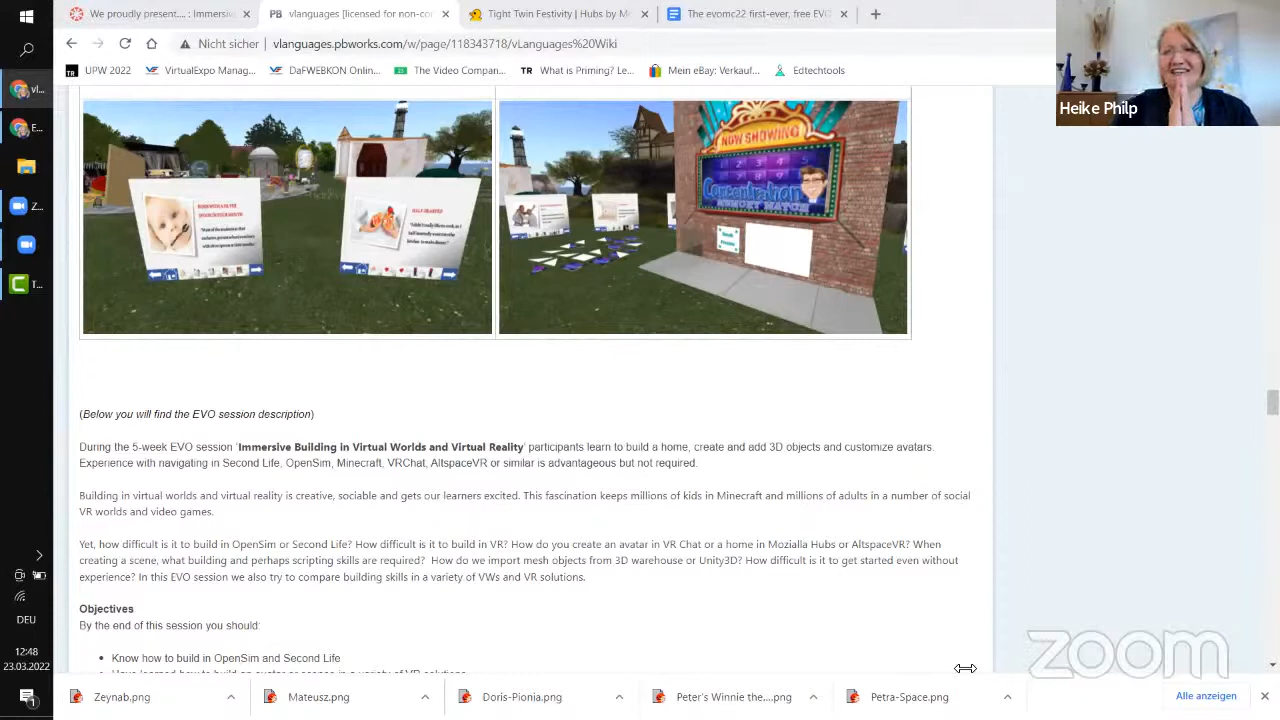 We proudly present.... : Immersive
vlanguages [licensed for non-cor
Tight Twin Festivity | Hubs by M
The evomc22 first-ever, free EVO
Nicht sicher
vlanguages.pbworks.com/w/page/118343718/vLanguages%20Wiki
UPW 2022
VirtualExpo Manag...
DaFWEBKON Onlin...
The Video Compan...
What is Priming? Le...
Mein eBay: Verkauf...
Edtechtools
Heike Philp
NOW SHOWING
Concentration
(Below you will find the EVO session description)
During the 5-week EVO session 'Immersive Building in Virtual Worlds and Virtual Reality' participants learn to build a home, create and add 3D objects and customize avatars.
Experience with navigating in Second Life, OpenSim, Minecraft, VRChat, AltspaceVR or similar is advantageous but not required.
Building in virtual worlds and virtual reality is creative, sociable and gets our learners excited. This fascination keeps millions of kids in Minecraft and millions of adults in a number of social
VR worlds and video games.
Yet, how difficult is it to build in OpenSim or Second Life? How difficult is it to build in VR? How do you create an avatar in VR Chat or a home in Mozialla Hubs or AltspaceVR? When
creating a scene, what building and perhaps scripting skills are required?  How do we import mesh objects from 3D warehouse or Unity3D? How difficult is it to get started even without
experience? In this EVO session we also try to compare building skills in a variety of VWs and VR solutions.
Objectives
By the end of this session you should:
• Know how to build in OpenSim and Second Life
vl...
E...
Z...
T...
DEU
12:48
23.03.2022
zoom
Zeynab.png
Mateusz.png
Doris-Pionia.png
Peter's Winnie the....png
Petra-Space.png
Alle anzeigen